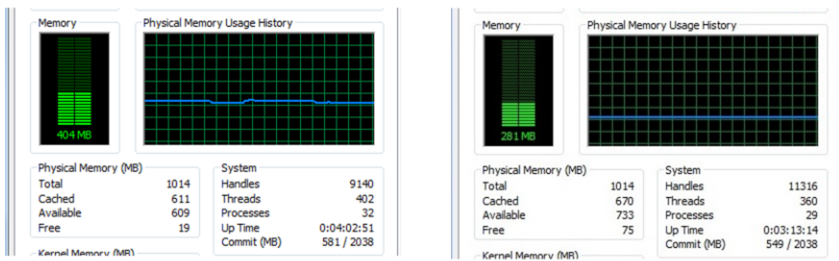 Memory
Physical Memory Usage History
404 MB
Physical Memory (MB)
Total 1014
Cached 611
Available 609
Free 19
System
Handles 9140
Threads 402
Processes 32
Up Time 0:04:02:51
Commit (MB) 581 / 2038
Kernel Memory (MB)
Memory
Physical Memory Usage History
281 MB
Physical Memory (MB)
Total 1014
Cached 670
Available 733
Free 75
System
Handles 11316
Threads 360
Processes 29
Up Time 0:03:13:14
Commit (MB) 549 / 2038
Kernel Memory (MB)